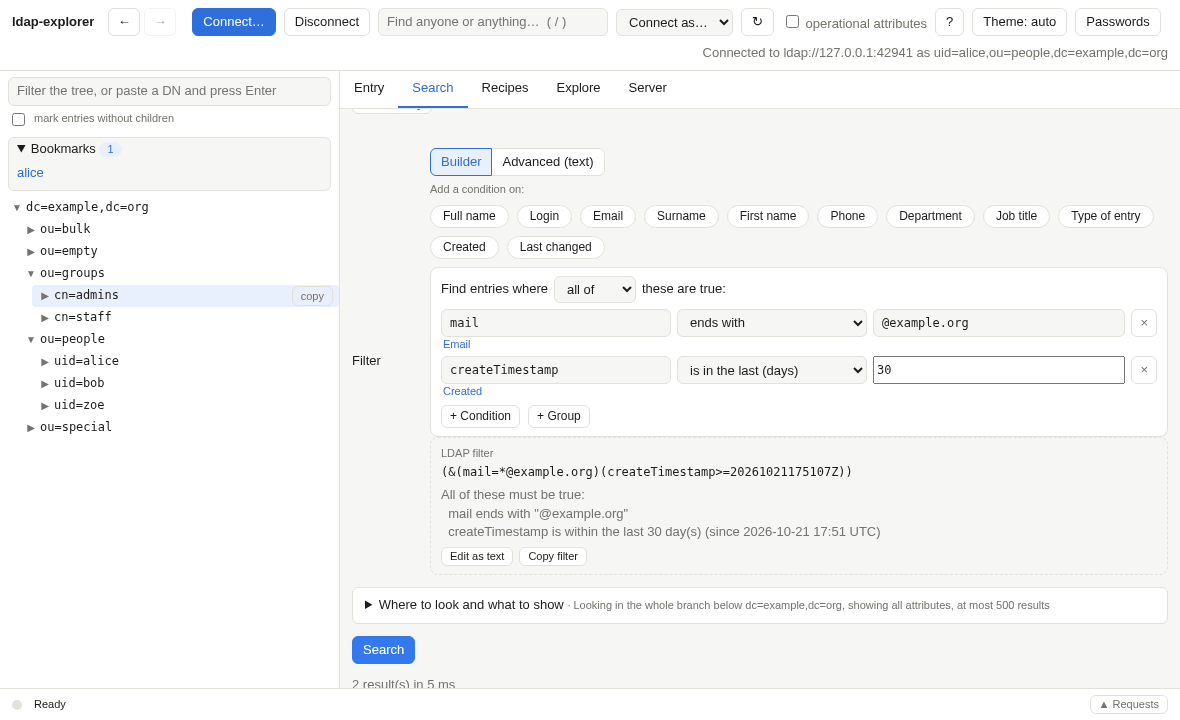 ldap-explorer ← → Connect… Disconnect Find anyone or anything… ( / ) Connect as… ↻ operational attributes ? Theme: auto Passwords
Connected to ldap://127.0.0.1:42941 as uid=alice,ou=people,dc=example,dc=org
Filter the tree, or paste a DN and press Enter
mark entries without children
▼ Bookmarks 1
alice
▼ dc=example,dc=org
▶ ou=bulk
▶ ou=empty
▼ ou=groups
▶ cn=admins copy
▶ cn=staff
▼ ou=people
▶ uid=alice
▶ uid=bob
▶ uid=zoe
▶ ou=special
Entry Search Recipes Explore Server
Builder Advanced (text)
Add a condition on:
Full name Login Email Surname First name Phone Department Job title Type of entry
Created Last changed
Find entries where all of these are true:
mail ends with @example.org ×
Email
Filter
createTimestamp is in the last (days) 30 ×
Created
+ Condition + Group
LDAP filter
(&(mail=*@example.org)(createTimestamp>=20261021175107Z))
All of these must be true:
mail ends with "@example.org"
createTimestamp is within the last 30 day(s) (since 2026-10-21 17:51 UTC)
Edit as text Copy filter
▶ Where to look and what to show · Looking in the whole branch below dc=example,dc=org, showing all attributes, at most 500 results
Search
2 result(s) in 5 ms
Ready ▲ Requests